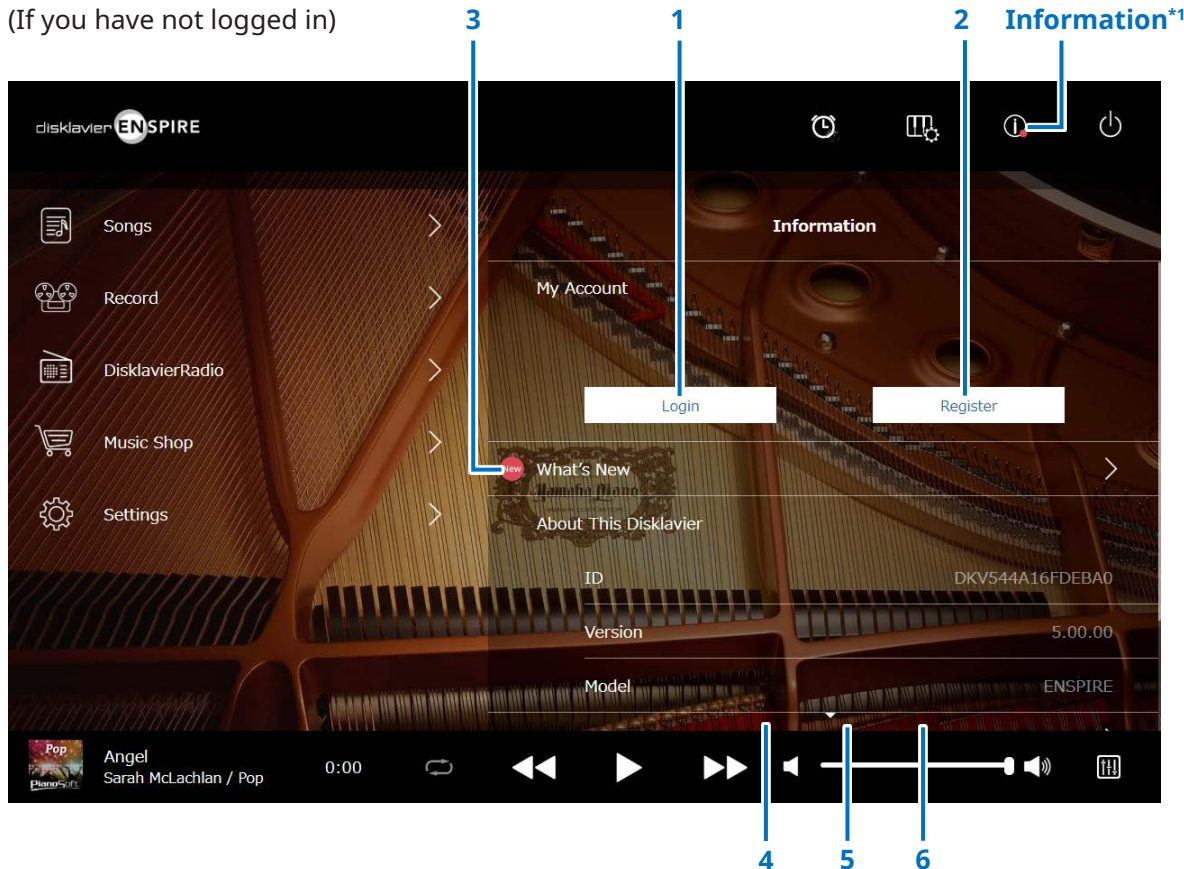 (If you have not logged in)
3
1
2
Information*1
disklavier ENSPIRE
Songs
Record
DisklavierRadio
Music Shop
Settings
Information
My Account
Login
Register
New
What's New
Yamaha Piano
About This Disklavier
ID
DKV544A16FDEBA0
Version
5.00.00
Model
ENSPIRE
Pop
PianoSoft
Angel
Sarah McLachlan / Pop
0:00
4
5
6